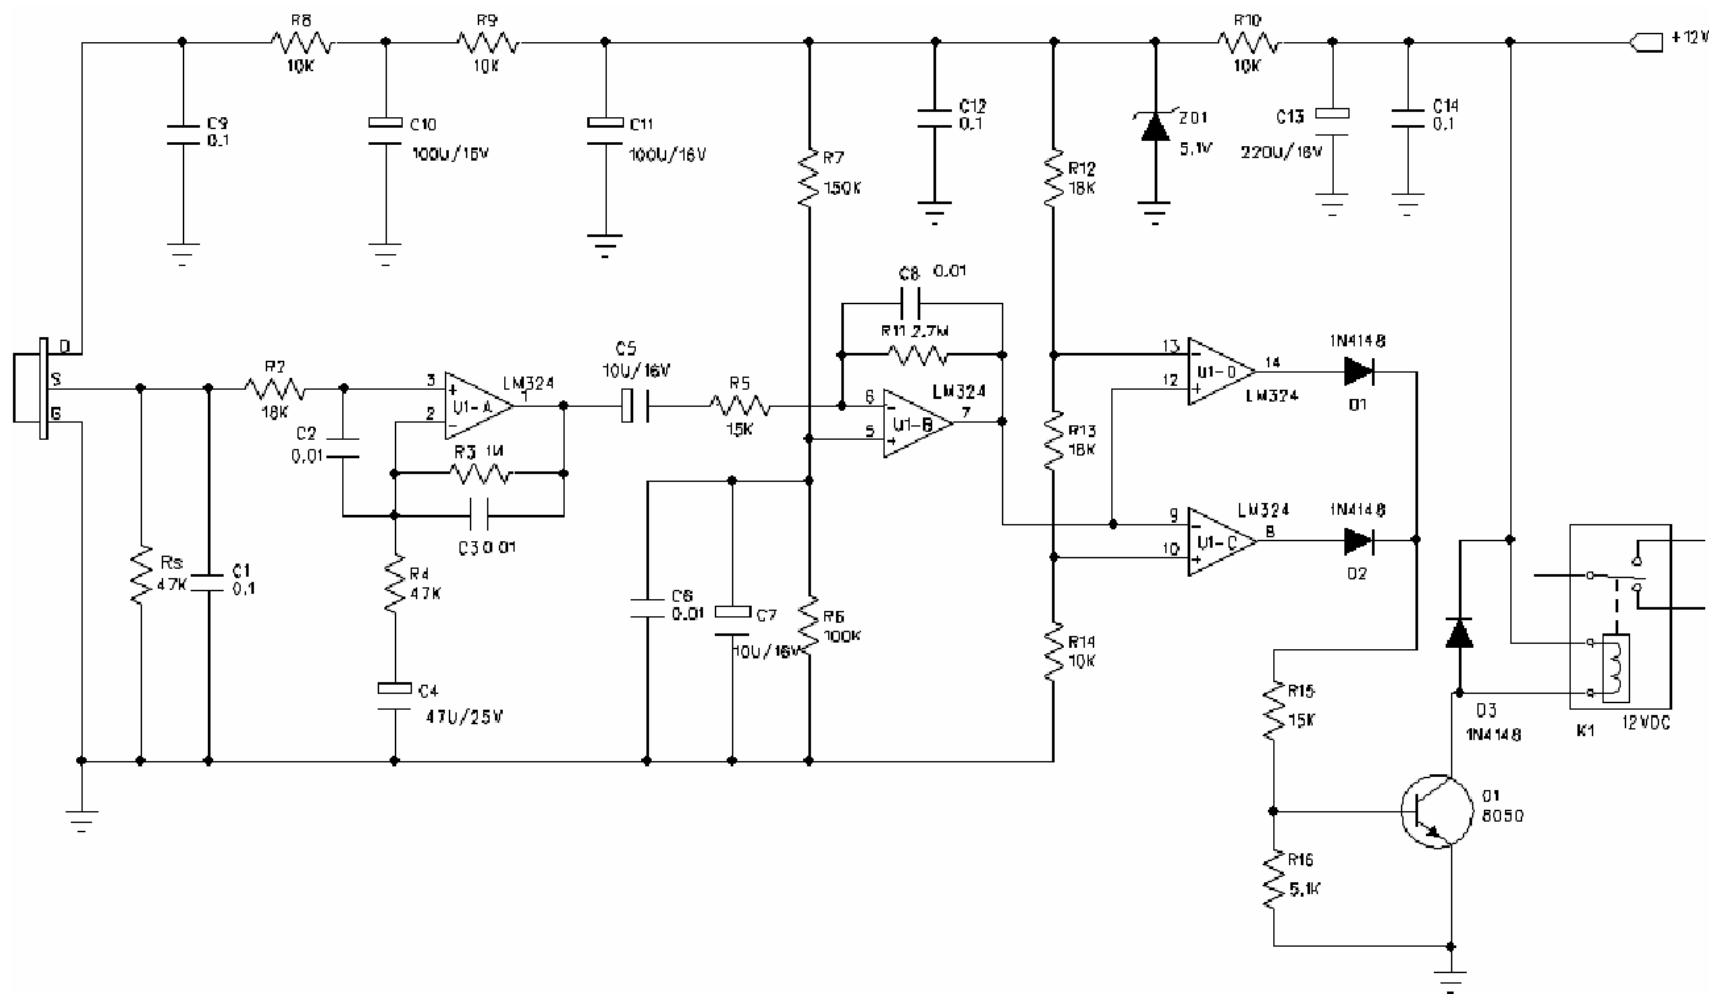 R8
10K
R9
10K
R10
10K
+12V
C9
0.1
C10
100U/16V
C11
100U/16V
C12
0.1
ZD1
5.1V
C13
220U/16V
C14
0.1
R7
150K
R12
18K
C8 0.01
R11 2.7M
D
S
G
R2
18K
3
+
LM324
U1-A
1
2
-
C5
10U/16V
R5
15K
6
-
LM324
U1-B
7
5
+
13
-
U1-D
14
12
+
LM324
1N4148
D1
C2
0.01
R3 1M
C3 0.01
R13
18K
9
-
LM324
U1-C
8
10
+
1N4148
D2
Rs
47K
C1
0.1
R4
47K
C6
0.01
C7
10U/16V
R6
100K
R14
10K
C4
47U/25V
R15
15K
D3
1N4148
K1
12VDC
Q1
8050
R16
5.1K